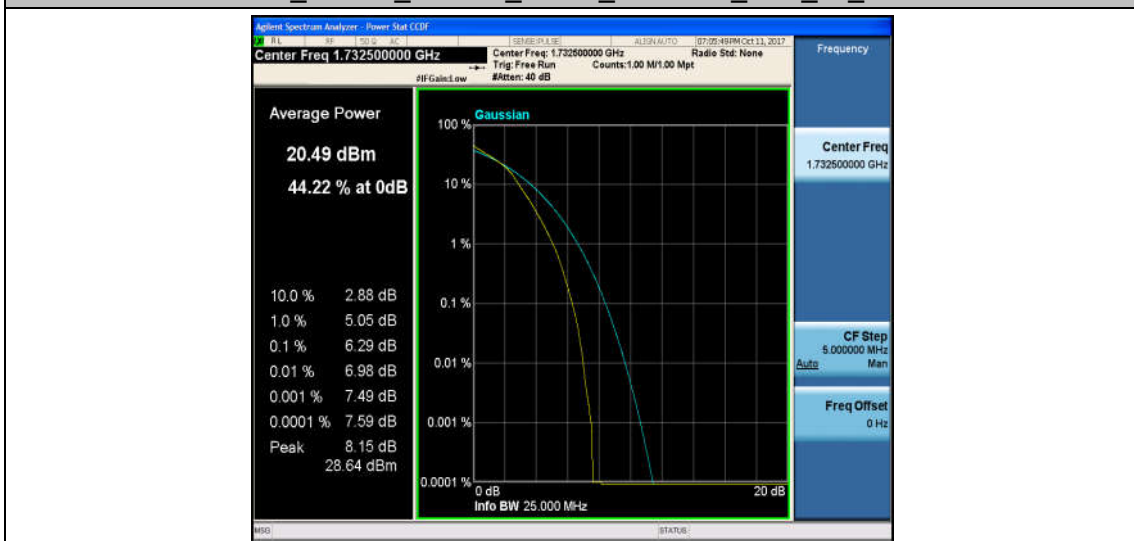 Agilent Spectrum Analyzer - Power Stat CCDF
RL RF 50 Ω AC SENSE:PULSE ALIGN AUTO 07:05:49 PM Oct 11, 2017
Center Freq 1.732500000 GHz
Center Freq: 1.732500000 GHz Radio Std: None
Trig: Free Run Counts:1.00 M/1.00 Mpt
#IFGain:Low #Atten: 40 dB
Frequency
Average Power
20.49 dBm
44.22 % at 0dB
10.0 % 2.88 dB
1.0 % 5.05 dB
0.1 % 6.29 dB
0.01 % 6.98 dB
0.001 % 7.49 dB
0.0001 % 7.59 dB
Peak 8.15 dB
28.64 dBm
Gaussian
100 %
10 %
1 %
0.1 %
0.01 %
0.001 %
0.0001 %
0 dB 20 dB
Info BW 25.000 MHz
Center Freq
1.732500000 GHz
CF Step
5.000000 MHz
Auto Man
Freq Offset
0 Hz
MSG STATUS